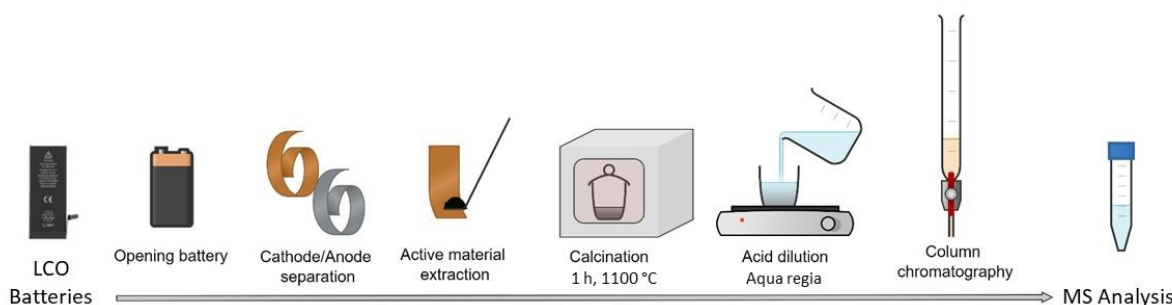 LCO
Batteries
Opening battery
Cathode/Anode
separation
Active material
extraction
Calcination
1 h, 1100 °C
Acid dilution
Aqua regia
Column
chromatography
MS Analysis